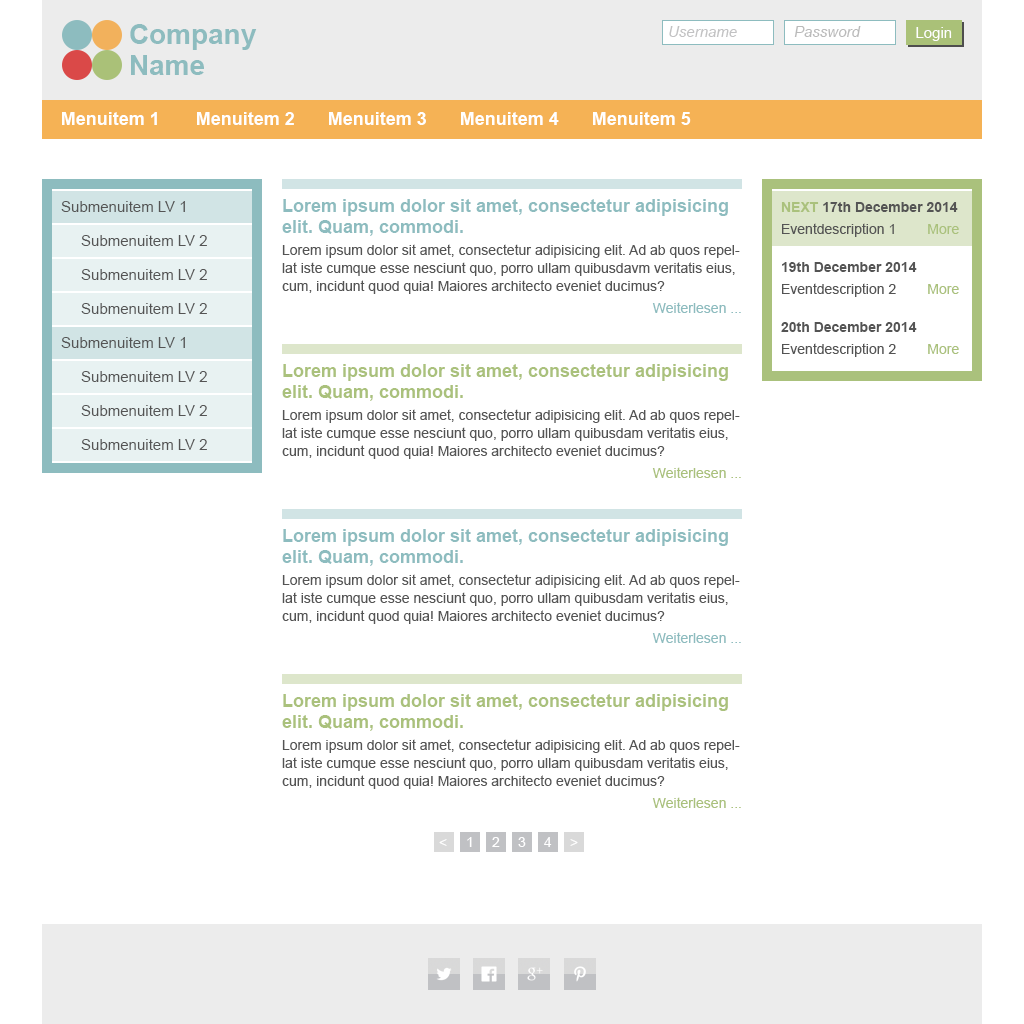 Company
Name
Username
Password
Login
Menuitem 1
Menuitem 2
Menuitem 3
Menuitem 4
Menuitem 5
Submenuitem LV 1
Submenuitem LV 2
Submenuitem LV 2
Submenuitem LV 2
Submenuitem LV 1
Submenuitem LV 2
Submenuitem LV 2
Submenuitem LV 2
Lorem ipsum dolor sit amet, consectetur adipisicing
elit. Quam, commodi.
Lorem ipsum dolor sit amet, consectetur adipisicing elit. Ad ab quos repel-
lat iste cumque esse nesciunt quo, porro ullam quibusdavm veritatis eius,
cum, incidunt quod quia! Maiores architecto eveniet ducimus?
Weiterlesen ...
Lorem ipsum dolor sit amet, consectetur adipisicing
elit. Quam, commodi.
Lorem ipsum dolor sit amet, consectetur adipisicing elit. Ad ab quos repel-
lat iste cumque esse nesciunt quo, porro ullam quibusdam veritatis eius,
cum, incidunt quod quia! Maiores architecto eveniet ducimus?
Weiterlesen ...
Lorem ipsum dolor sit amet, consectetur adipisicing
elit. Quam, commodi.
Lorem ipsum dolor sit amet, consectetur adipisicing elit. Ad ab quos repel-
lat iste cumque esse nesciunt quo, porro ullam quibusdam veritatis eius,
cum, incidunt quod quia! Maiores architecto eveniet ducimus?
Weiterlesen ...
Lorem ipsum dolor sit amet, consectetur adipisicing
elit. Quam, commodi.
Lorem ipsum dolor sit amet, consectetur adipisicing elit. Ad ab quos repel-
lat iste cumque esse nesciunt quo, porro ullam quibusdam veritatis eius,
cum, incidunt quod quia! Maiores architecto eveniet ducimus?
Weiterlesen ...
< 1 2 3 4 >
NEXT 17th December 2014
Eventdescription 1 More
19th December 2014
Eventdescription 2 More
20th December 2014
Eventdescription 2 More
g+